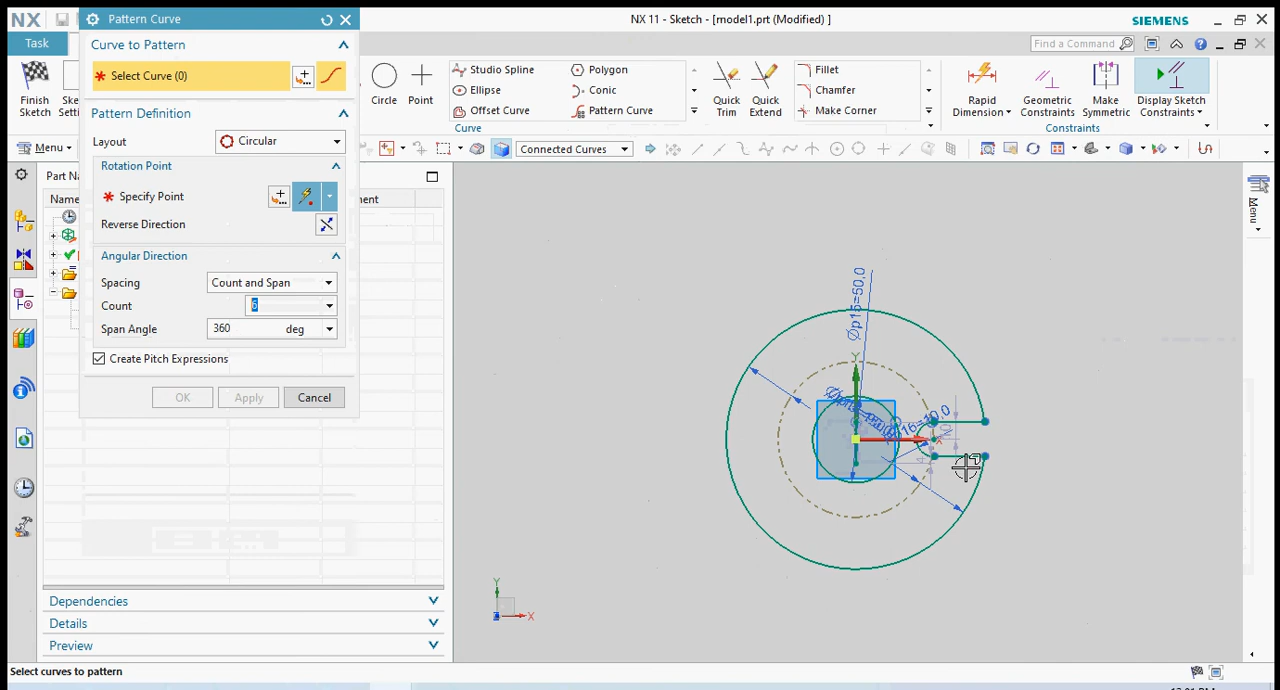 NX
Pattern Curve
NX 11 - Sketch - [model1.prt (Modified) ]
SIEMENS
Task
Curve to Pattern
Find a Command
Select Curve (0)
Pattern Definition
Layout
Circular
Rotation Point
Specify Point
Reverse Direction
Angular Direction
Spacing
Count and Span
Count
6
Span Angle
360
deg
Create Pitch Expressions
OK
Apply
Cancel
Finish
Sketch
Circle
Point
Studio Spline
Polygon
Ellipse
Conic
Offset Curve
Pattern Curve
Curve
Quick
Trim
Quick
Extend
Fillet
Chamfer
Make Corner
Rapid
Dimension
Geometric
Constraints
Make
Symmetric
Display Sketch
Constraints
Constraints
Menu
Connected Curves
Part Na
Name
ment
Menu
Y
X
Y
X
Dependencies
Details
Preview
Select curves to pattern